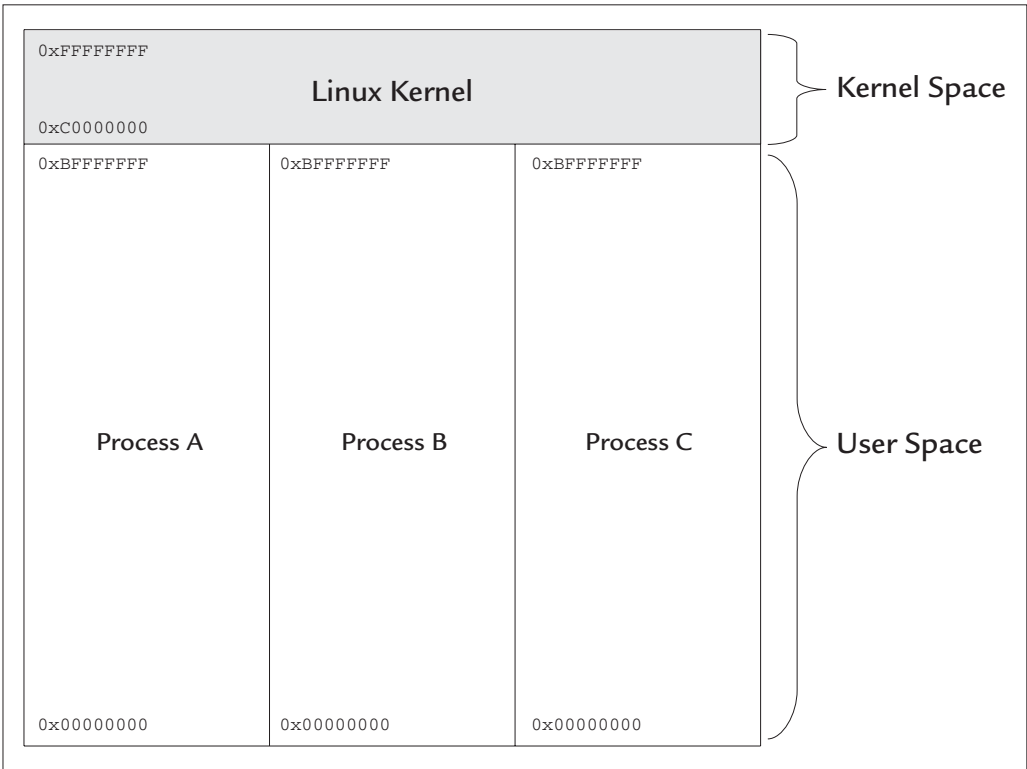 0xFFFFFFFF
Linux Kernel
Kernel Space
0xC0000000
0xBFFFFFFF
0xBFFFFFFF
0xBFFFFFFF
Process A
Process B
Process C
User Space
0x00000000
0x00000000
0x00000000